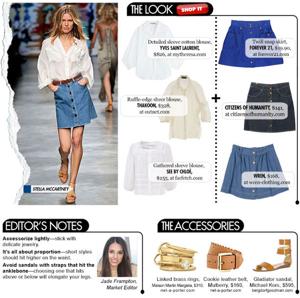 THE LOOK
SHOP IT
Detailed sleeve cotton blouse,
YVES SAINT LAURENT,
$826, at mytheresa.com
Twill snap skirt,
FOREVER 21, $19.90,
at forever21.com
Ruffle-edge sheer blouse,
THAKOON, $328,
at outnet.com
+
CITIZENS OF HUMANITY, $141,
at citizensofhumanity.com
Gathered sleeve blouse,
SEE BY CHLOÉ,
$255, at farfetch.com
WREN, $268,
at wren-clothing.com
STELLA MCCARTNEY
EDITOR'S NOTES
Accessorize lightly—stick with
delicate jewelry.
It's all about proportion—short styles
should hit higher on the waist.
Avoid sandals with straps that hit the
anklebone—choosing one that hits
above or below will elongate your legs.
Jade Frampton,
Market Editor
THE ACCESSORIES
Linked brass rings,
Maison Martin Margiela, $310,
net-a-porter.com
Cookie leather belt,
Mulberry, $160,
net-a-porter.com
Gladiator sandal,
Michael Kors, $595,
bergdorfgoodman.com